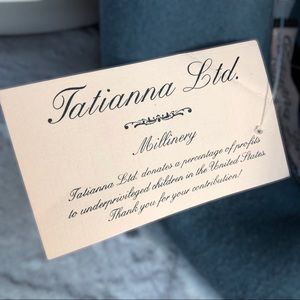 Tatianna Ltd.
Millinery
Tatianna Ltd. donates a percentage of profits
to underprivileged children in the United States.
Thank you for your contribution!